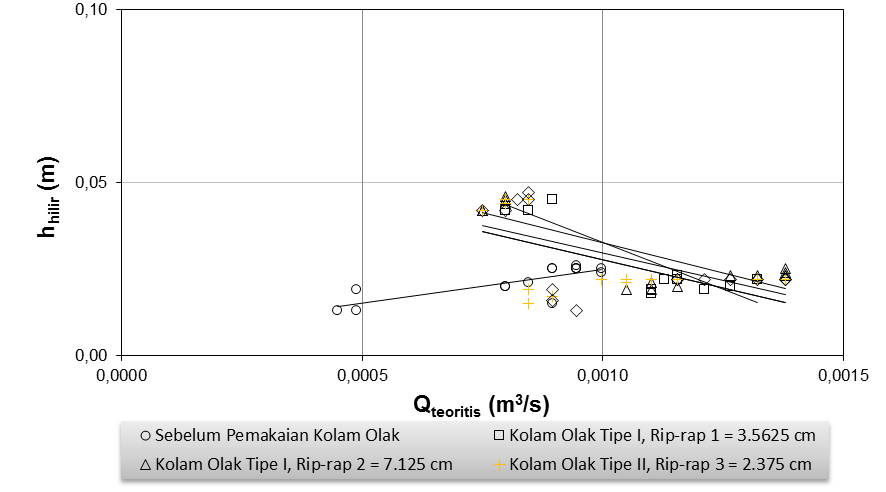 0,10
0,05
0,00
h hilir (m)
0,0000 0,0005 0,0010 0,0015
Q teoritis (m³/s)
Sebelum Pemakaian Kolam Olak
Kolam Olak Tipe I, Rip-rap 1 = 3.5625 cm
Kolam Olak Tipe I, Rip-rap 2 = 7.125 cm
Kolam Olak Tipe II, Rip-rap 3 = 2.375 cm